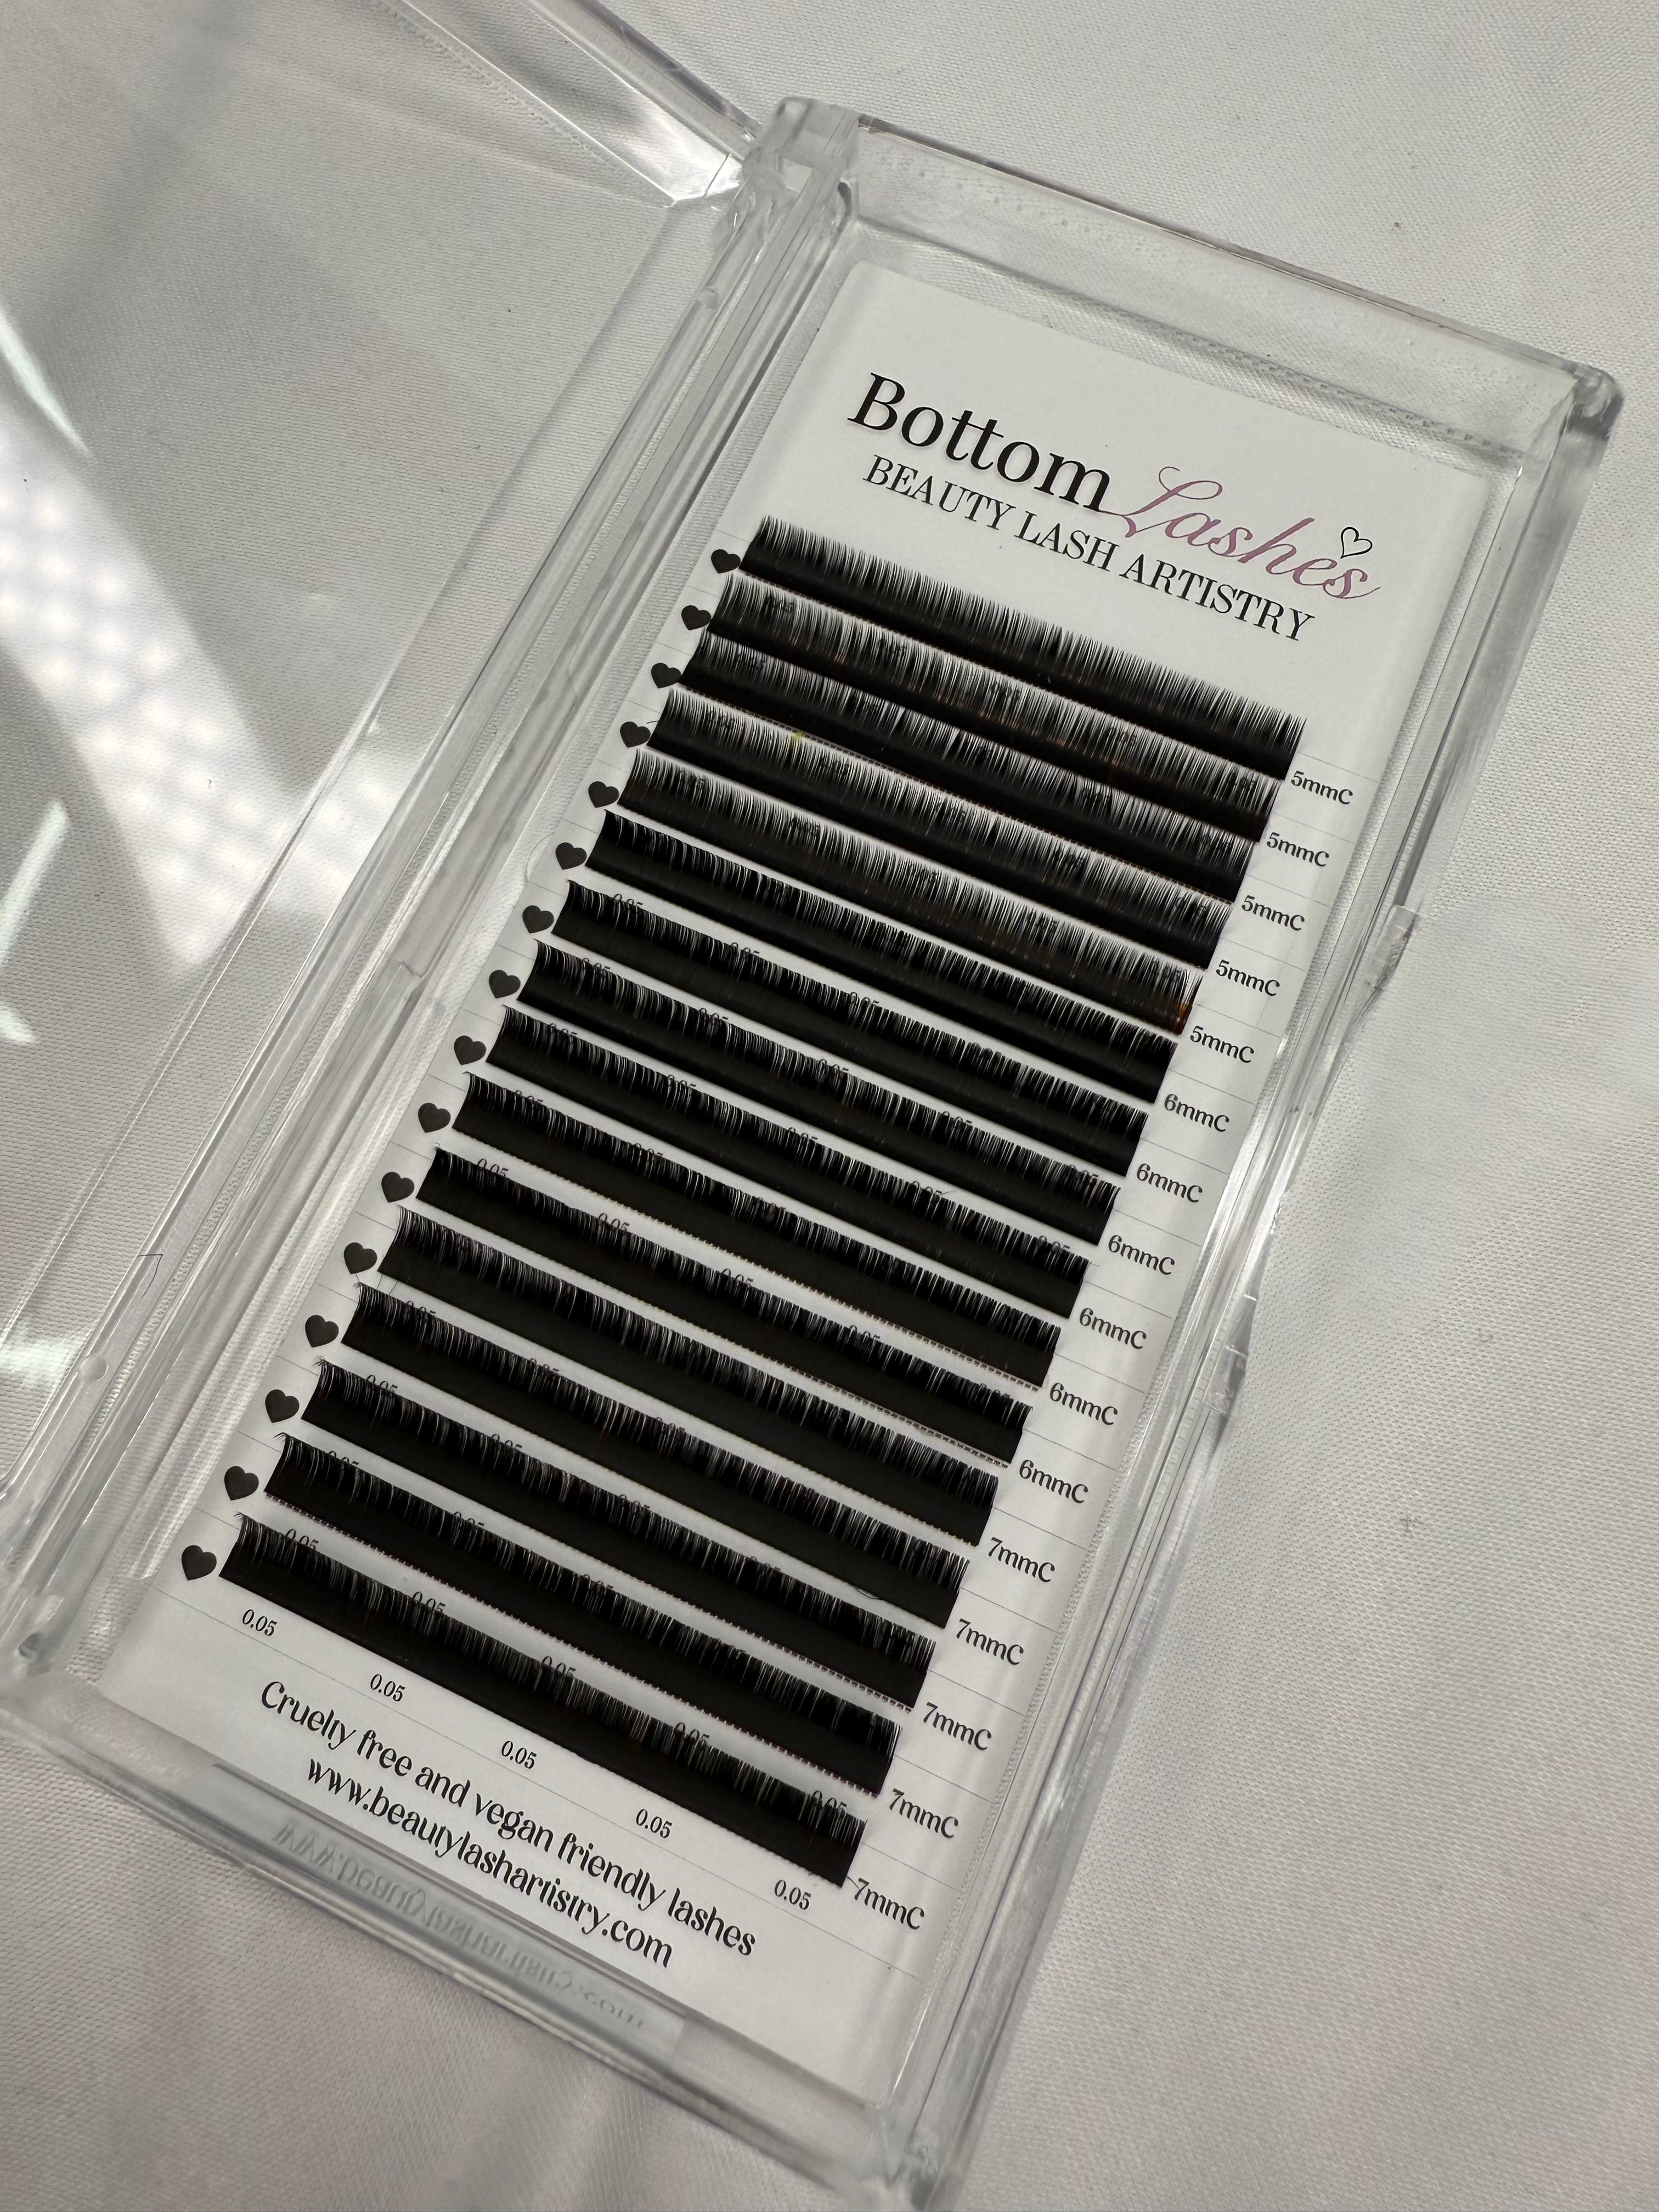 Bottom Lashes
BEAUTY LASH ARTISTRY
5mmC
5mmC
5mmC
5mmC
5mmC
6mmC
6mmC
6mmC
6mmC
6mmC
6mmC
7mmC
7mmC
7mmC
7mmC
7mmC
0.05 0.05 0.05 0.05 0.05
Cruelty free and vegan friendly lashes
www.beautylashartistry.com